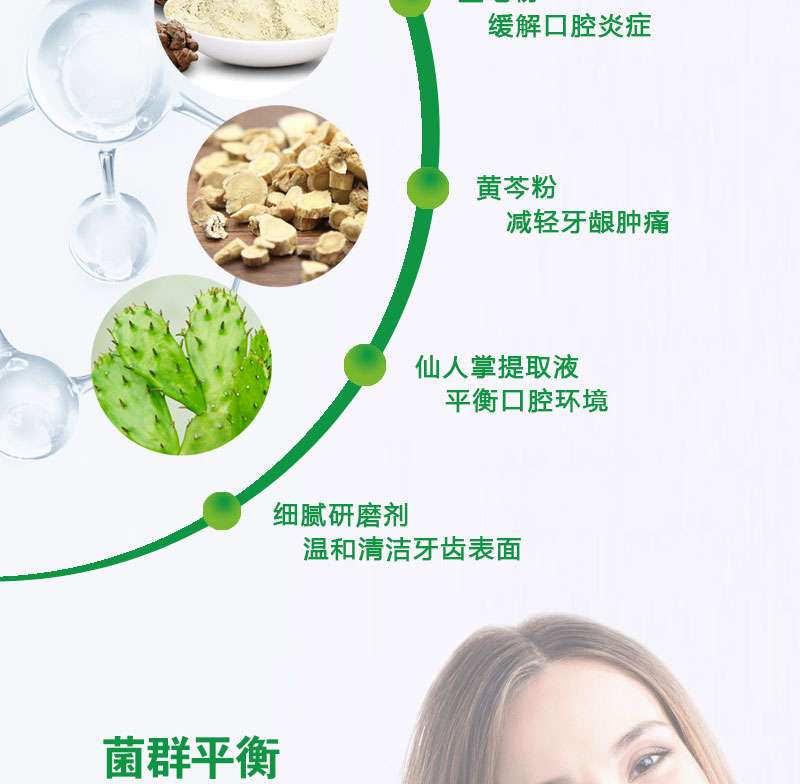 缓解口腔炎症
黄芩粉
减轻牙龈肿痛
仙人掌提取液
平衡口腔环境
细腻研磨剂
温和清洁牙齿表面
菌群平衡